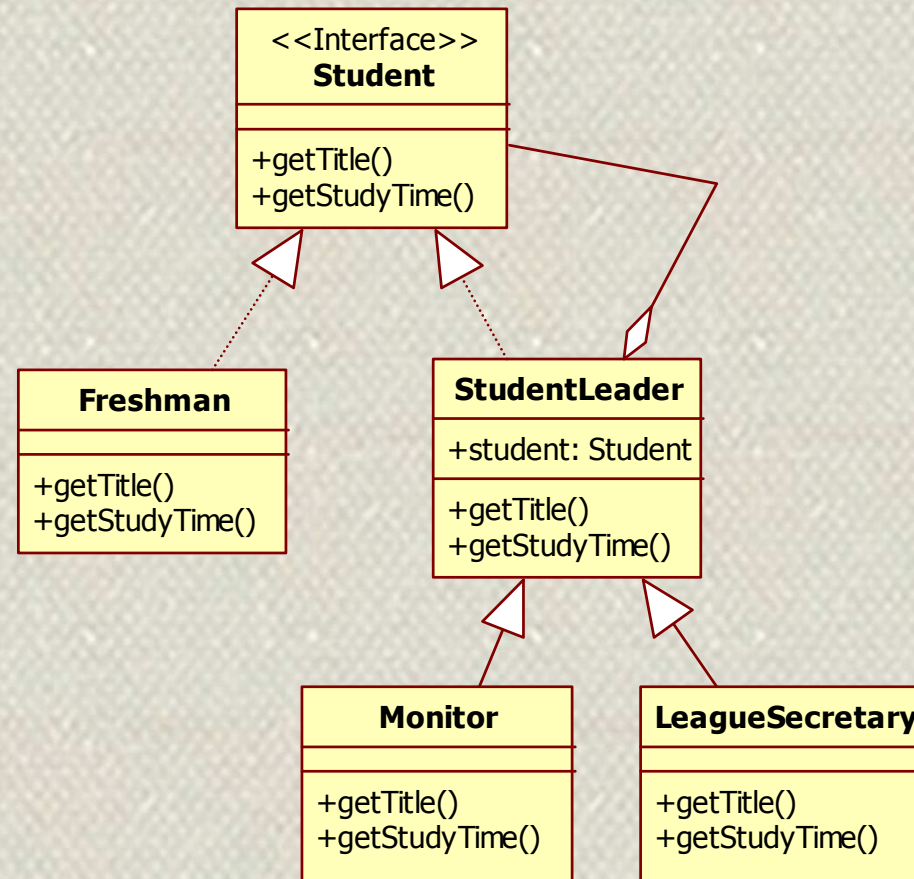 <<Interface>>
Student
+getTitle()
+getStudyTime()
Freshman
+getTitle()
+getStudyTime()
StudentLeader
+student: Student
+getTitle()
+getStudyTime()
Monitor
+getTitle()
+getStudyTime()
LeagueSecretary
+getTitle()
+getStudyTime()